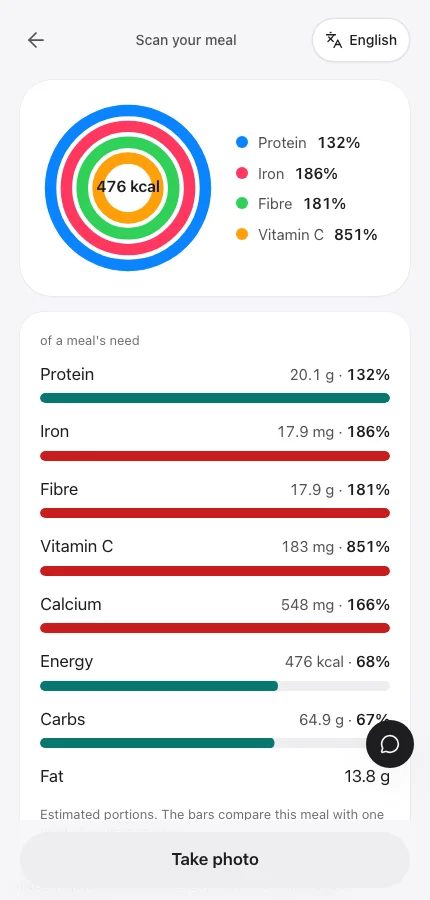 Scan your meal
English
476 kcal
Protein 132%
Iron 186%
Fibre 181%
Vitamin C 851%
of a meal's need
Protein 20.1 g · 132%
Iron 17.9 mg · 186%
Fibre 17.9 g · 181%
Vitamin C 183 mg · 851%
Calcium 548 mg · 166%
Energy 476 kcal · 68%
Carbs 64.9 g · 67%
Fat 13.8 g
Estimated portions. The bars compare this meal with one
Take photo